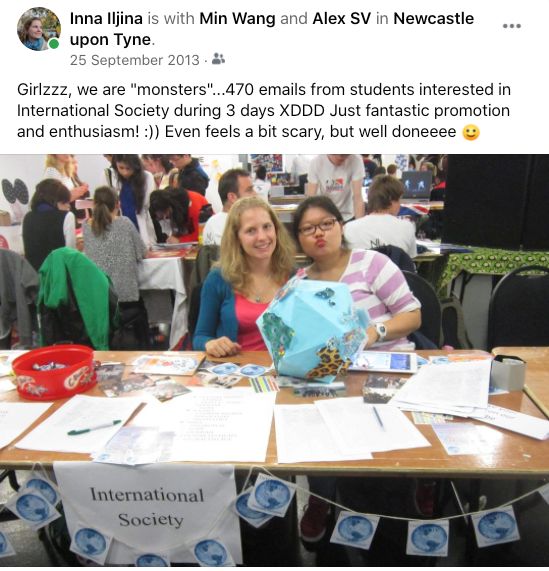 Inna Iljina is with Min Wang and Alex SV in Newcastle
upon Tyne.
25 September 2013 ·
Girlzzz, we are "monsters"...470 emails from students interested in
International Society during 3 days XDDD Just fantastic promotion
and enthusiasm! :)) Even feels a bit scary, but well doneeee 🙂
International
Society